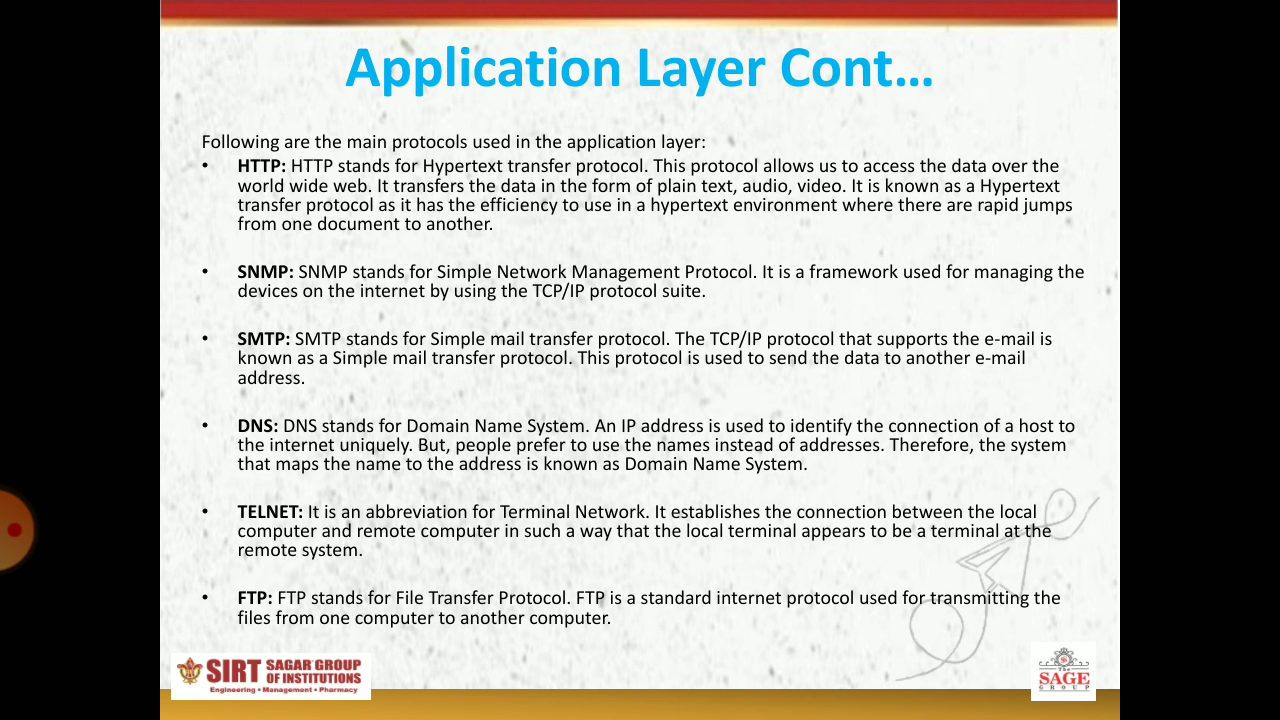 Application Layer Cont...
Following are the main protocols used in the application layer:
• HTTP: HTTP stands for Hypertext transfer protocol. This protocol allows us to access the data over the
world wide web. It transfers the data in the form of plain text, audio, video. It is known as a Hypertext
transfer protocol as it has the efficiency to use in a hypertext environment where there are rapid jumps
from one document to another.
• SNMP: SNMP stands for Simple Network Management Protocol. It is a framework used for managing the
devices on the internet by using the TCP/IP protocol suite.
• SMTP: SMTP stands for Simple mail transfer protocol. The TCP/IP protocol that supports the e-mail is
known as a Simple mail transfer protocol. This protocol is used to send the data to another e-mail
address.
• DNS: DNS stands for Domain Name System. An IP address is used to identify the connection of a host to
the internet uniquely. But, people prefer to use the names instead of addresses. Therefore, the system
that maps the name to the address is known as Domain Name System.
• TELNET: It is an abbreviation for Terminal Network. It establishes the connection between the local
computer and remote computer in such a way that the local terminal appears to be a terminal at the
remote system.
• FTP: FTP stands for File Transfer Protocol. FTP is a standard internet protocol used for transmitting the
files from one computer to another computer.
SIRT SAGAR GROUP
OF INSTITUTIONS
Engineering • Management • Pharmacy
The
SAGE
GROUP